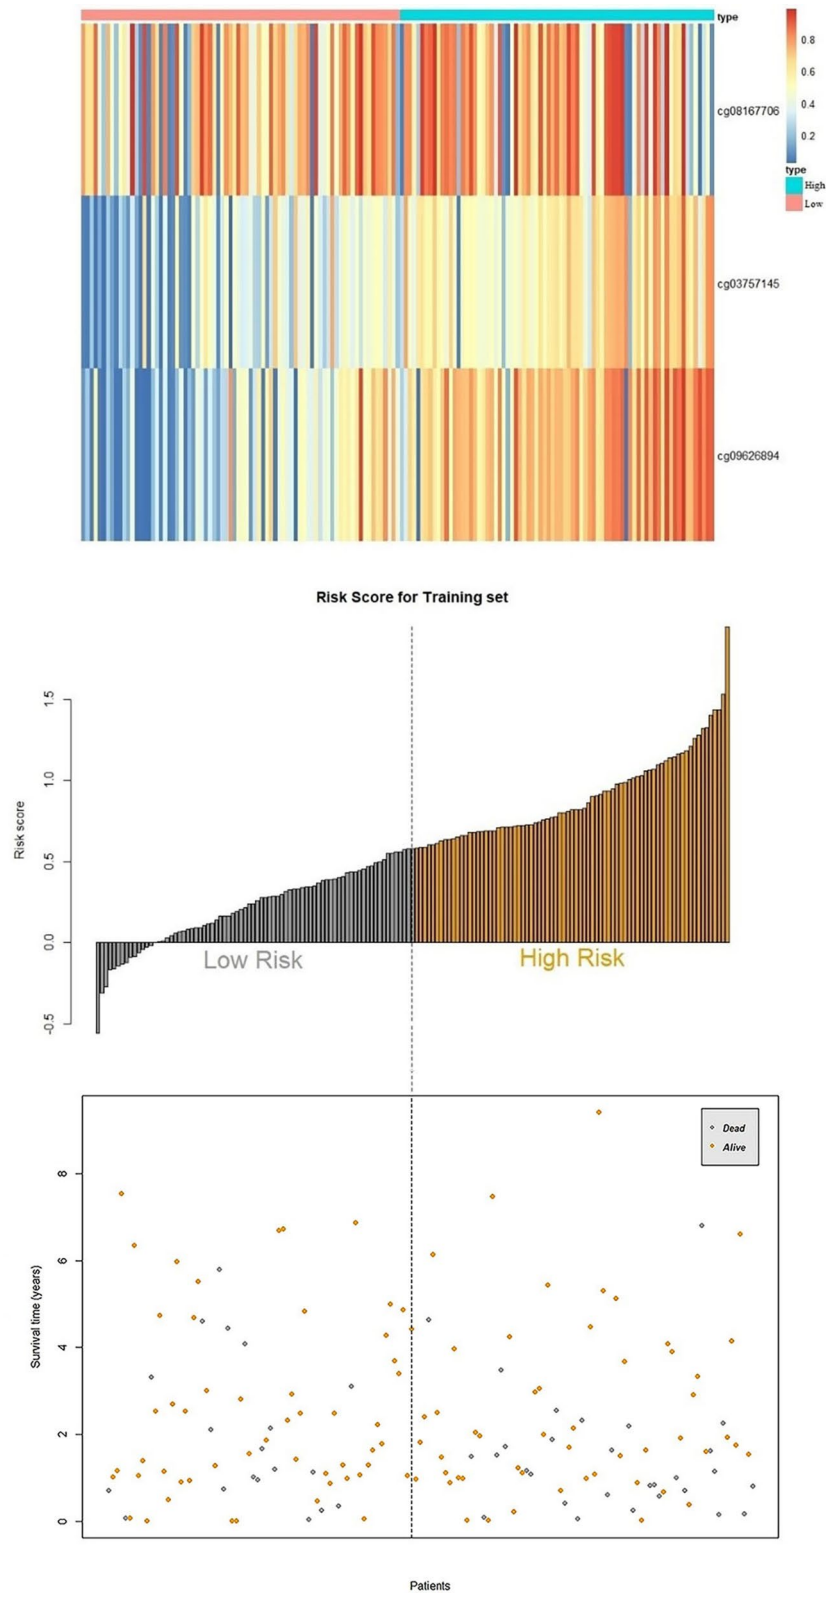 type
0.8
0.6
0.4
0.2
cg08167706
type
High
Low
cg03757145
cg09626894
Risk Score for Training set
1.5
1.0
0.5
0.0
-0.5
Risk score
Low Risk
High Risk
Dead
Alive
8
6
4
2
0
Survival time (years)
Patients